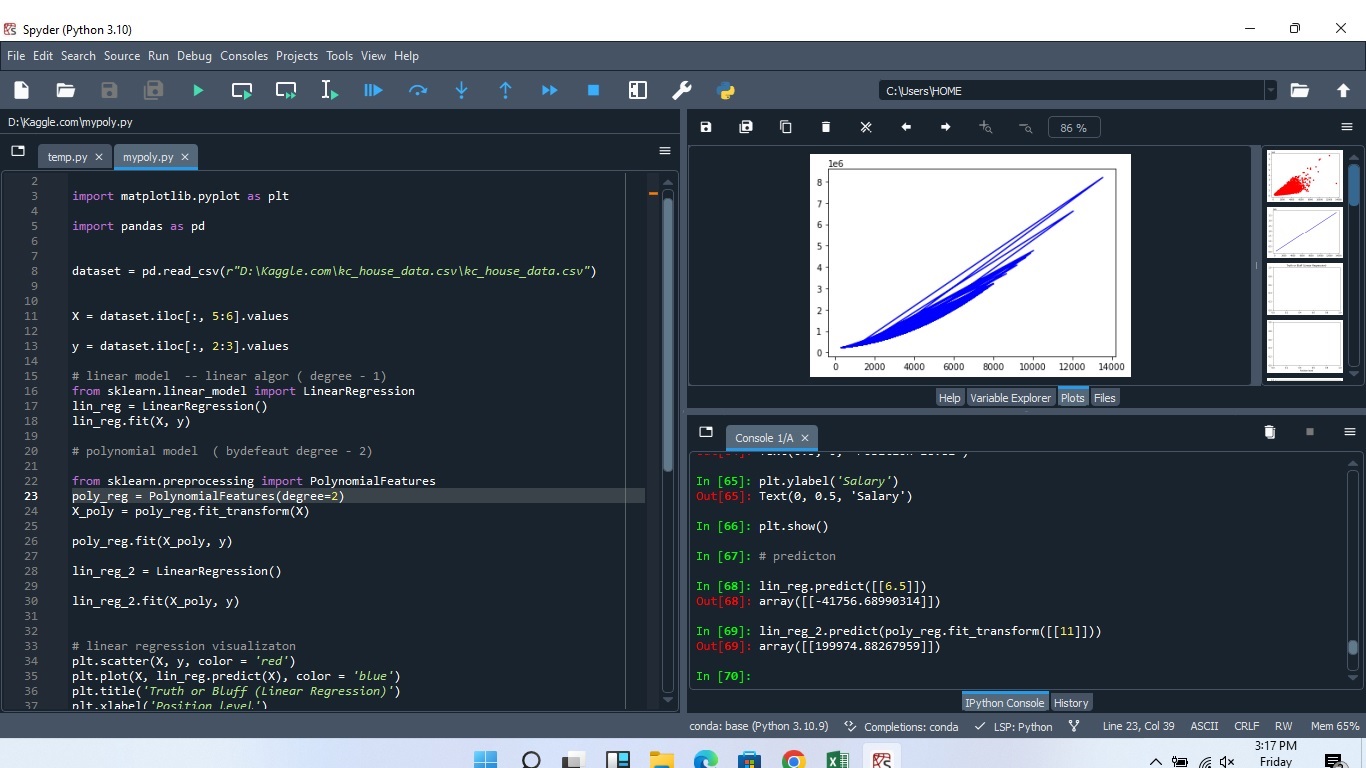 Spyder (Python 3.10)
File Edit Search Source Run Debug Consoles Projects Tools View Help
C:\Users\HOME
D:\Kaggle.com\mypoly.py
temp.py mypoly.py
2
3 import matplotlib.pyplot as plt
4
5 import pandas as pd
6
7
8 dataset = pd.read_csv(r"D:\Kaggle.com\kc_house_data.csv\kc_house_data.csv")
9
10
11 X = dataset.iloc[:, 5:6].values
12
13 y = dataset.iloc[:, 2:3].values
14
15 # linear model  -- linear algor ( degree - 1)
16 from sklearn.linear_model import LinearRegression
17 lin_reg = LinearRegression()
18 lin_reg.fit(X, y)
19
20 # polynomial model  ( bydefeaut degree - 2)
21
22 from sklearn.preprocessing import PolynomialFeatures
23 poly_reg = PolynomialFeatures(degree=2)
24 X_poly = poly_reg.fit_transform(X)
25
26 poly_reg.fit(X_poly, y)
27
28 lin_reg_2 = LinearRegression()
29
30 lin_reg_2.fit(X_poly, y)
31
32
33 # linear regression visualizaton
34 plt.scatter(X, y, color = 'red')
35 plt.plot(X, lin_reg.predict(X), color = 'blue')
36 plt.title('Truth or Bluff (Linear Regression)')
37 plt.xlabel('Position Level')
86 %
1e6
8
7
6
5
4
3
2
1
0
0 2000 4000 6000 8000 10000 12000 14000
Help Variable Explorer Plots Files
Console 1/A
In [65]: plt.ylabel('Salary')
Out[65]: Text(0, 0.5, 'Salary')
In [66]: plt.show()
In [67]: # predicton
In [68]: lin_reg.predict([[6.5]])
Out[68]: array([[-41756.68990314]])
In [69]: lin_reg_2.predict(poly_reg.fit_transform([[11]]))
Out[69]: array([[199974.88267959]])
In [70]:
IPython Console History
conda: base (Python 3.10.9) Completions: conda LSP: Python Line 23, Col 39 ASCII CRLF RW Mem 65%
3:17 PM
Friday